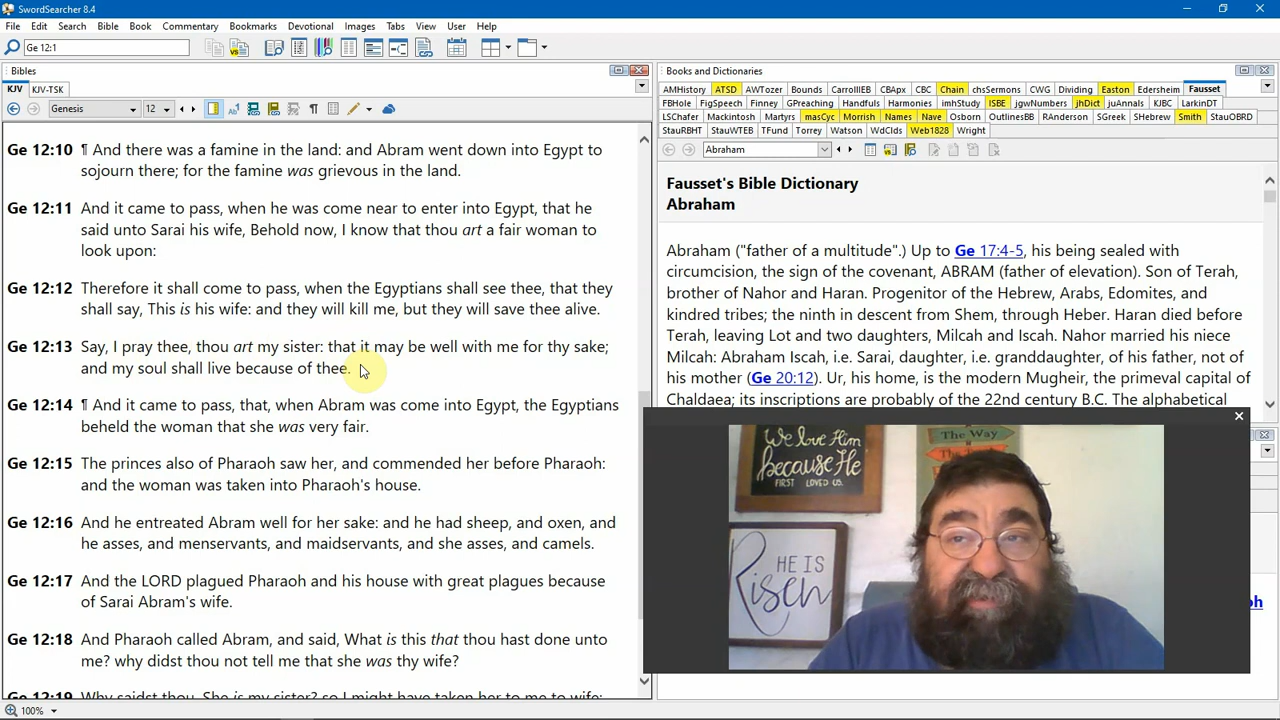 SwordSearcher 8.4
File Edit Search Bible Book Commentary Bookmarks Devotional Images Tabs View User Help
Ge 12:1
Bibles
KJV KJV-TSK
Genesis 12
Ge 12:10 ¶ And there was a famine in the land: and Abram went down into Egypt to
sojourn there; for the famine was grievous in the land.
Ge 12:11 And it came to pass, when he was come near to enter into Egypt, that he
said unto Sarai his wife, Behold now, I know that thou art a fair woman to
look upon:
Ge 12:12 Therefore it shall come to pass, when the Egyptians shall see thee, that they
shall say, This is his wife: and they will kill me, but they will save thee alive.
Ge 12:13 Say, I pray thee, thou art my sister: that it may be well with me for thy sake;
and my soul shall live because of thee.
Ge 12:14 ¶ And it came to pass, that, when Abram was come into Egypt, the Egyptians
beheld the woman that she was very fair.
Ge 12:15 The princes also of Pharaoh saw her, and commended her before Pharaoh:
and the woman was taken into Pharaoh's house.
Ge 12:16 And he entreated Abram well for her sake: and he had sheep, and oxen, and
he asses, and menservants, and maidservants, and she asses, and camels.
Ge 12:17 And the LORD plagued Pharaoh and his house with great plagues because
of Sarai Abram's wife.
Ge 12:18 And Pharaoh called Abram, and said, What is this that thou hast done unto
me? why didst thou not tell me that she was thy wife?
Ge 12:19 Why saidst thou, She is my sister? so I might have taken her to me to wife:
100%
Books and Dictionaries
AMHistory ATSD AWTozer Bounds CarrollIEB CBApx CBC Chain chsSermons CWG Dividing Easton Edersheim Fausset
FBHole FigSpeech Finney GPreaching Handfuls Harmonies imhStudy ISBE jgwNumbers jhDict juAnnals KJBC LarkinDT
LSChafer Mackintosh Martyrs masCyc Morrish Names Nave Osborn OutlinesBB RAnderson SGreek SHebrew Smith StauOBRD
StauRBHT StauWTEB TFund Torrey Watson WdClds Web1828 Wright
Abraham
Fausset's Bible Dictionary
Abraham
Abraham ("father of a multitude".) Up to Ge 17:4-5, his being sealed with
circumcision, the sign of the covenant, ABRAM (father of elevation). Son of Terah,
brother of Nahor and Haran. Progenitor of the Hebrew, Arabs, Edomites, and
kindred tribes; the ninth in descent from Shem, through Heber. Haran died before
Terah, leaving Lot and two daughters, Milcah and Iscah. Nahor married his niece
Milcah: Abraham Iscah, i.e. Sarai, daughter, i.e. granddaughter, of his father, not of
his mother (Ge 20:12). Ur, his home, is the modern Mugheir, the primeval capital of
Chaldaea; its inscriptions are probably of the 22nd century B.C. The alphabetical
We love Him
because He
FIRST LOVED US.
The Way
HE IS
Risen